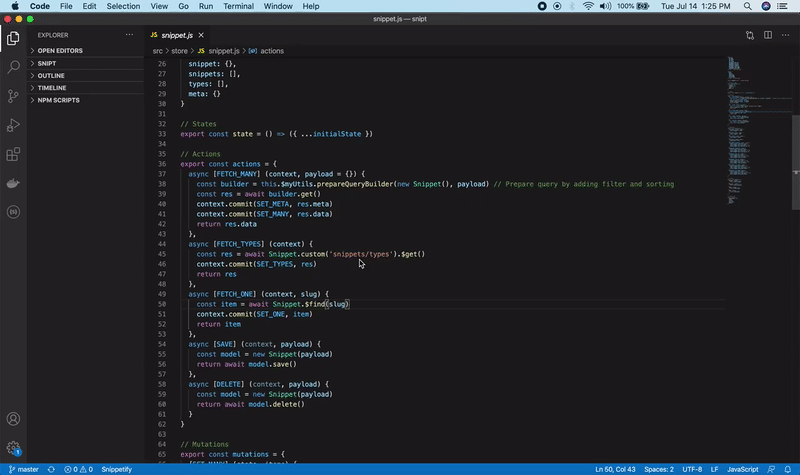 Code File Edit Selection View Go Run Terminal Window Help 100% Tue Jul 14 1:25 PM
snippet.js — snipt
EXPLORER ···
JS snippet.js ×
OPEN EDITORS
SNIPT
OUTLINE
TIMELINE
NPM SCRIPTS
src > store > JS snippet.js > actions
26 snippet: {},
27 snippets: [],
28 types: [],
29 meta: {}
30 }
31
32 // States
33 export const state = () => ({ ...initialState })
34
35 // Actions
36 export const actions = {
37 async [FETCH_MANY] (context, payload = {}) {
38 const builder = this.$myUtils.prepareQueryBuilder(new Snippet(), payload) // Prepare query by adding filter and sorting
39 const res = await builder.get()
40 context.commit(SET_META, res.meta)
41 context.commit(SET_MANY, res.data)
42 return res.data
43 },
44 async [FETCH_TYPES] (context) {
45 const res = await Snippet.custom('snippets/types').$get()
46 context.commit(SET_TYPES, res)
47 return res
48 },
49 async [FETCH_ONE] (context, slug) {
50 const item = await Snippet.$find(slug)
51 context.commit(SET_ONE, item)
52 return item
53 },
54 async [SAVE] (context, payload) {
55 const model = new Snippet(payload)
56 return await model.save()
57 },
58 async [DELETE] (context, payload) {
59 const model = new Snippet(payload)
60 return await model.delete()
61 }
62 }
63
64 // Mutations
65 export const mutations = {
master 0 0 Snippetify Ln 50, Col 43 Spaces: 2 UTF-8 LF JavaScript